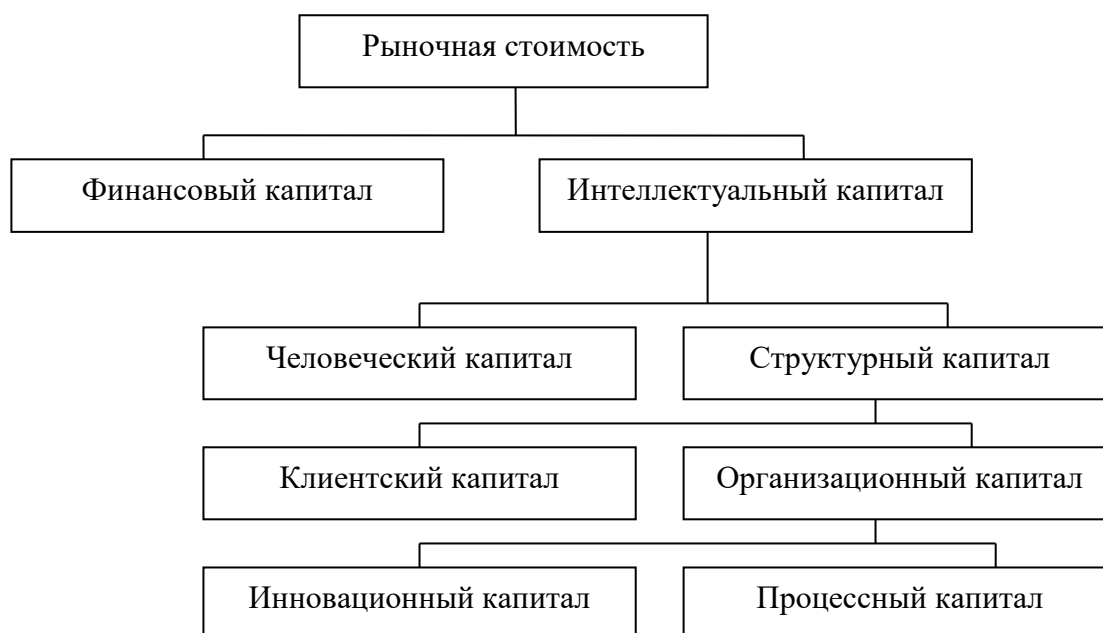 Рыночная стоимость
Финансовый капитал
Интеллектуальный капитал
Человеческий капитал
Структурный капитал
Клиентский капитал
Организационный капитал
Инновационный капитал
Процессный капитал